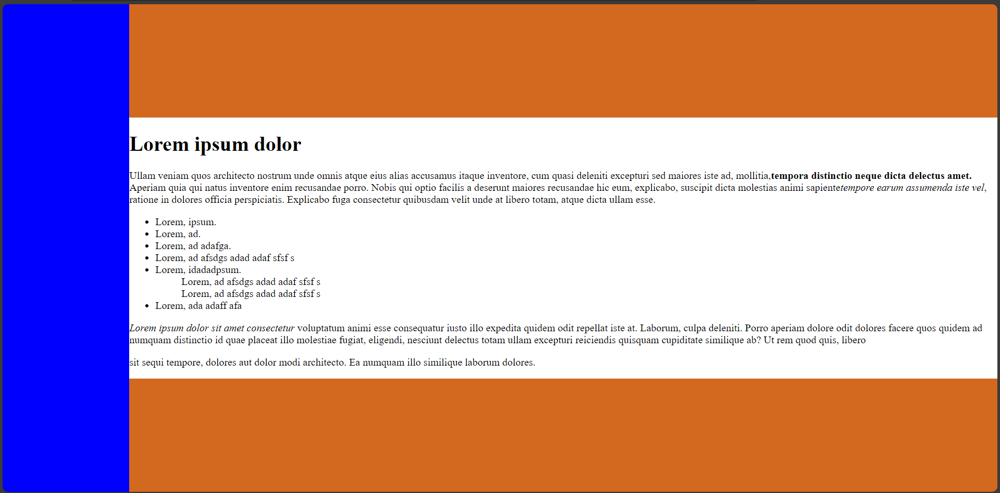 Lorem ipsum dolor
Ullam veniam quos architecto nostrum unde omnis atque eius alias accusamus itaque inventore, cum quasi deleniti excepturi sed maiores iste ad, mollitia,tempora distinctio neque dicta delectus amet.
Aperiam quia qui natus inventore enim recusandae porro. Nobis qui optio facilis a deserunt maiores recusandae hic eum, explicabo, suscipit dicta molestias animi sapientetempore earum assumenda iste vel,
ratione in dolores officia perspiciatis. Explicabo fuga consectetur quibusdam velit unde at libero totam, atque dicta ullam esse.
• Lorem, ipsum.
• Lorem, ad.
• Lorem, ad adafga.
• Lorem, ad afsdgs adad adaf sfsf s
• Lorem, idadadpsum.
Lorem, ad afsdgs adad adaf sfsf s
Lorem, ad afsdgs adad adaf sfsf s
• Lorem, ada adaff afa
Lorem ipsum dolor sit amet consectetur voluptatum animi esse consequatur iusto illo expedita quidem odit repellat iste at. Laborum, culpa deleniti. Porro aperiam dolore odit dolores facere quos quidem ad
numquam distinctio id quae placeat illo molestiae fugiat, eligendi, nesciunt delectus totam ullam excepturi reiciendis quisquam cupiditate similique ab? Ut rem quod quis, libero
sit sequi tempore, dolores aut dolor modi architecto. Ea numquam illo similique laborum dolores.